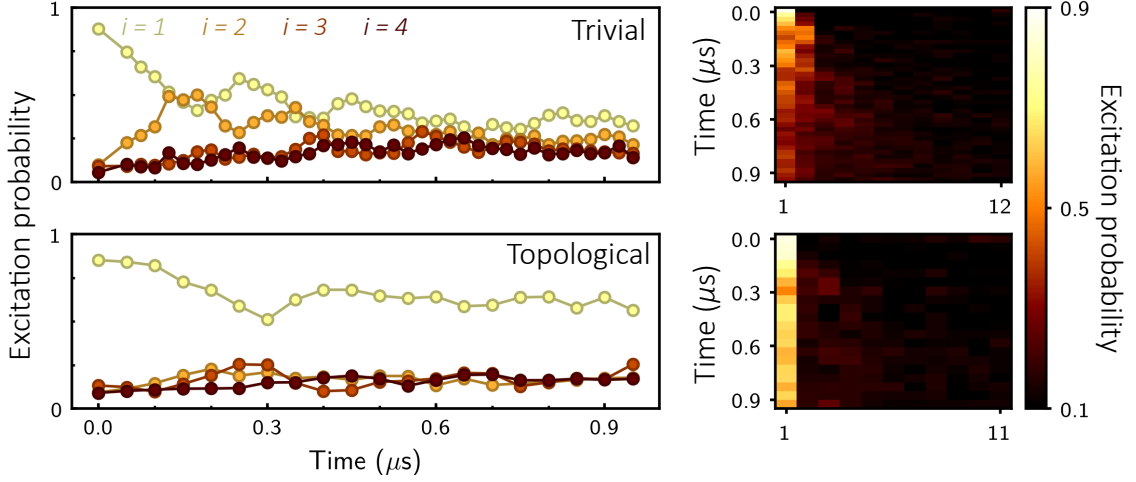 1
i = 1 i = 2 i = 3 i = 4
Trivial
0
Excitation probability
1
Topological
0
0.0 0.3 0.6 0.9
Time (μs)
0.0
0.3
0.6
0.9
Time (μs)
1 12
0.0
0.3
0.6
0.9
Time (μs)
1 11
0.9
0.5
0.1
Excitation probability